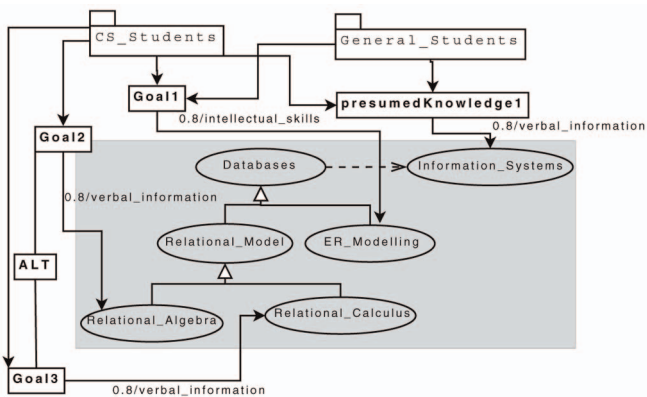 CS_Students
General_Students
Goal1
presumedKnowledge1
0.8/intellectual_skills
0.8/verbal_information
Goal2
Databases
Information_Systems
0.8/verbal_information
Relational_Model
ER_Modelling
ALT
Relational_Algebra
Relational_Calculus
Goal3
0.8/verbal_information